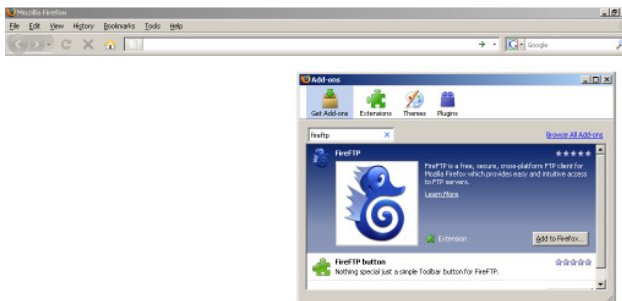 Mozilla Firefox
File Edit View History Bookmarks Tools Help
Google
Add-ons
Get Add-ons Extensions Themes Plugins
fireftp
Browse All Add-ons
FireFTP
FireFTP is a free, secure, cross-platform FTP client for
Mozilla Firefox which provides easy and intuitive access
to FTP servers.
Learn More
Extension
Add to Firefox...
FireFTP button
Nothing special just a simple Toolbar button for FireFTP.